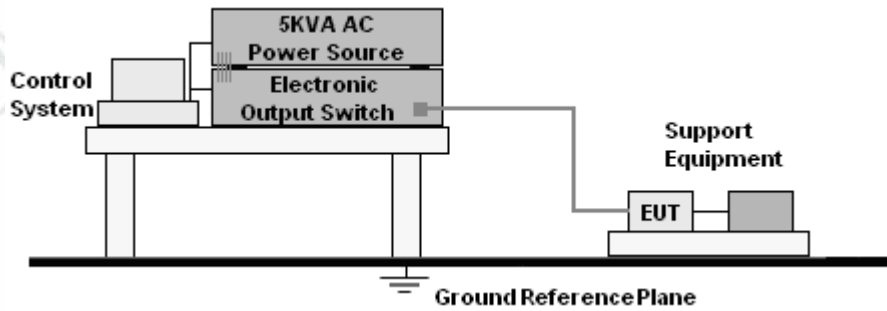 5KVA AC
Power Source
Control
System
Electronic
Output Switch
Support
Equipment
EUT
Ground Reference Plane